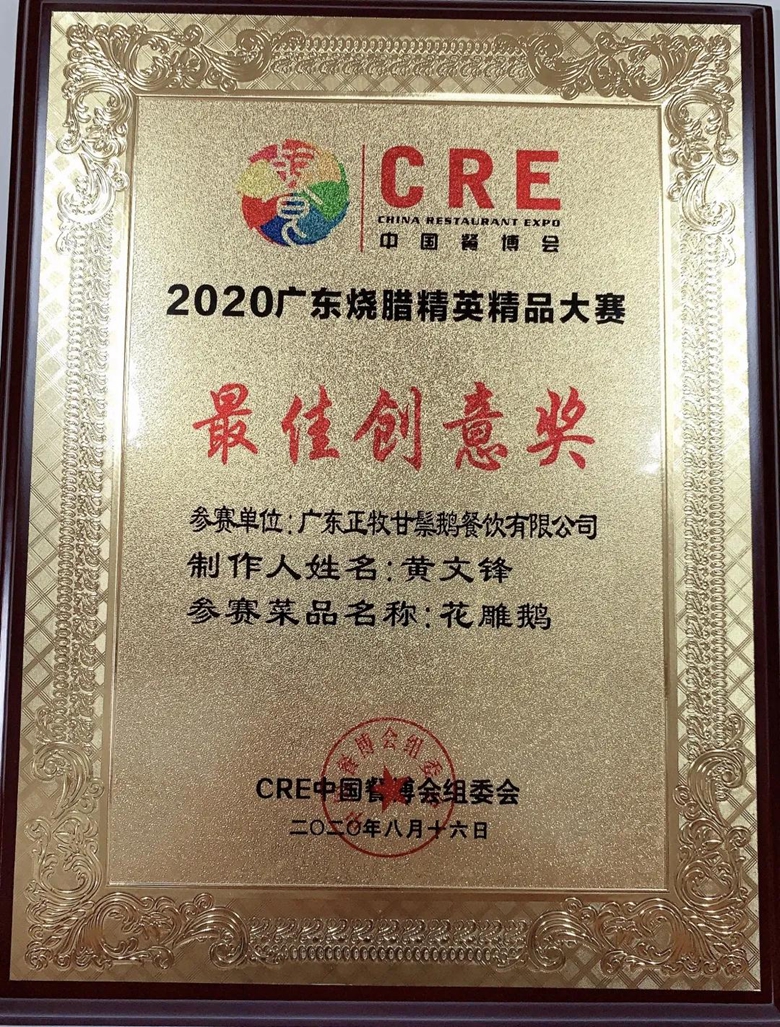 CRE
CHINA RESTAURANT EXPO
中国餐博会
2020广东烧腊精英精品大赛
最佳创意奖
参赛单位:广东正牧甘鬃鹅餐饮有限公司
制作人姓名:黄文锋
参赛菜品名称:花雕鹅
CRE中国餐博会组委会
二〇二〇年八月十六日